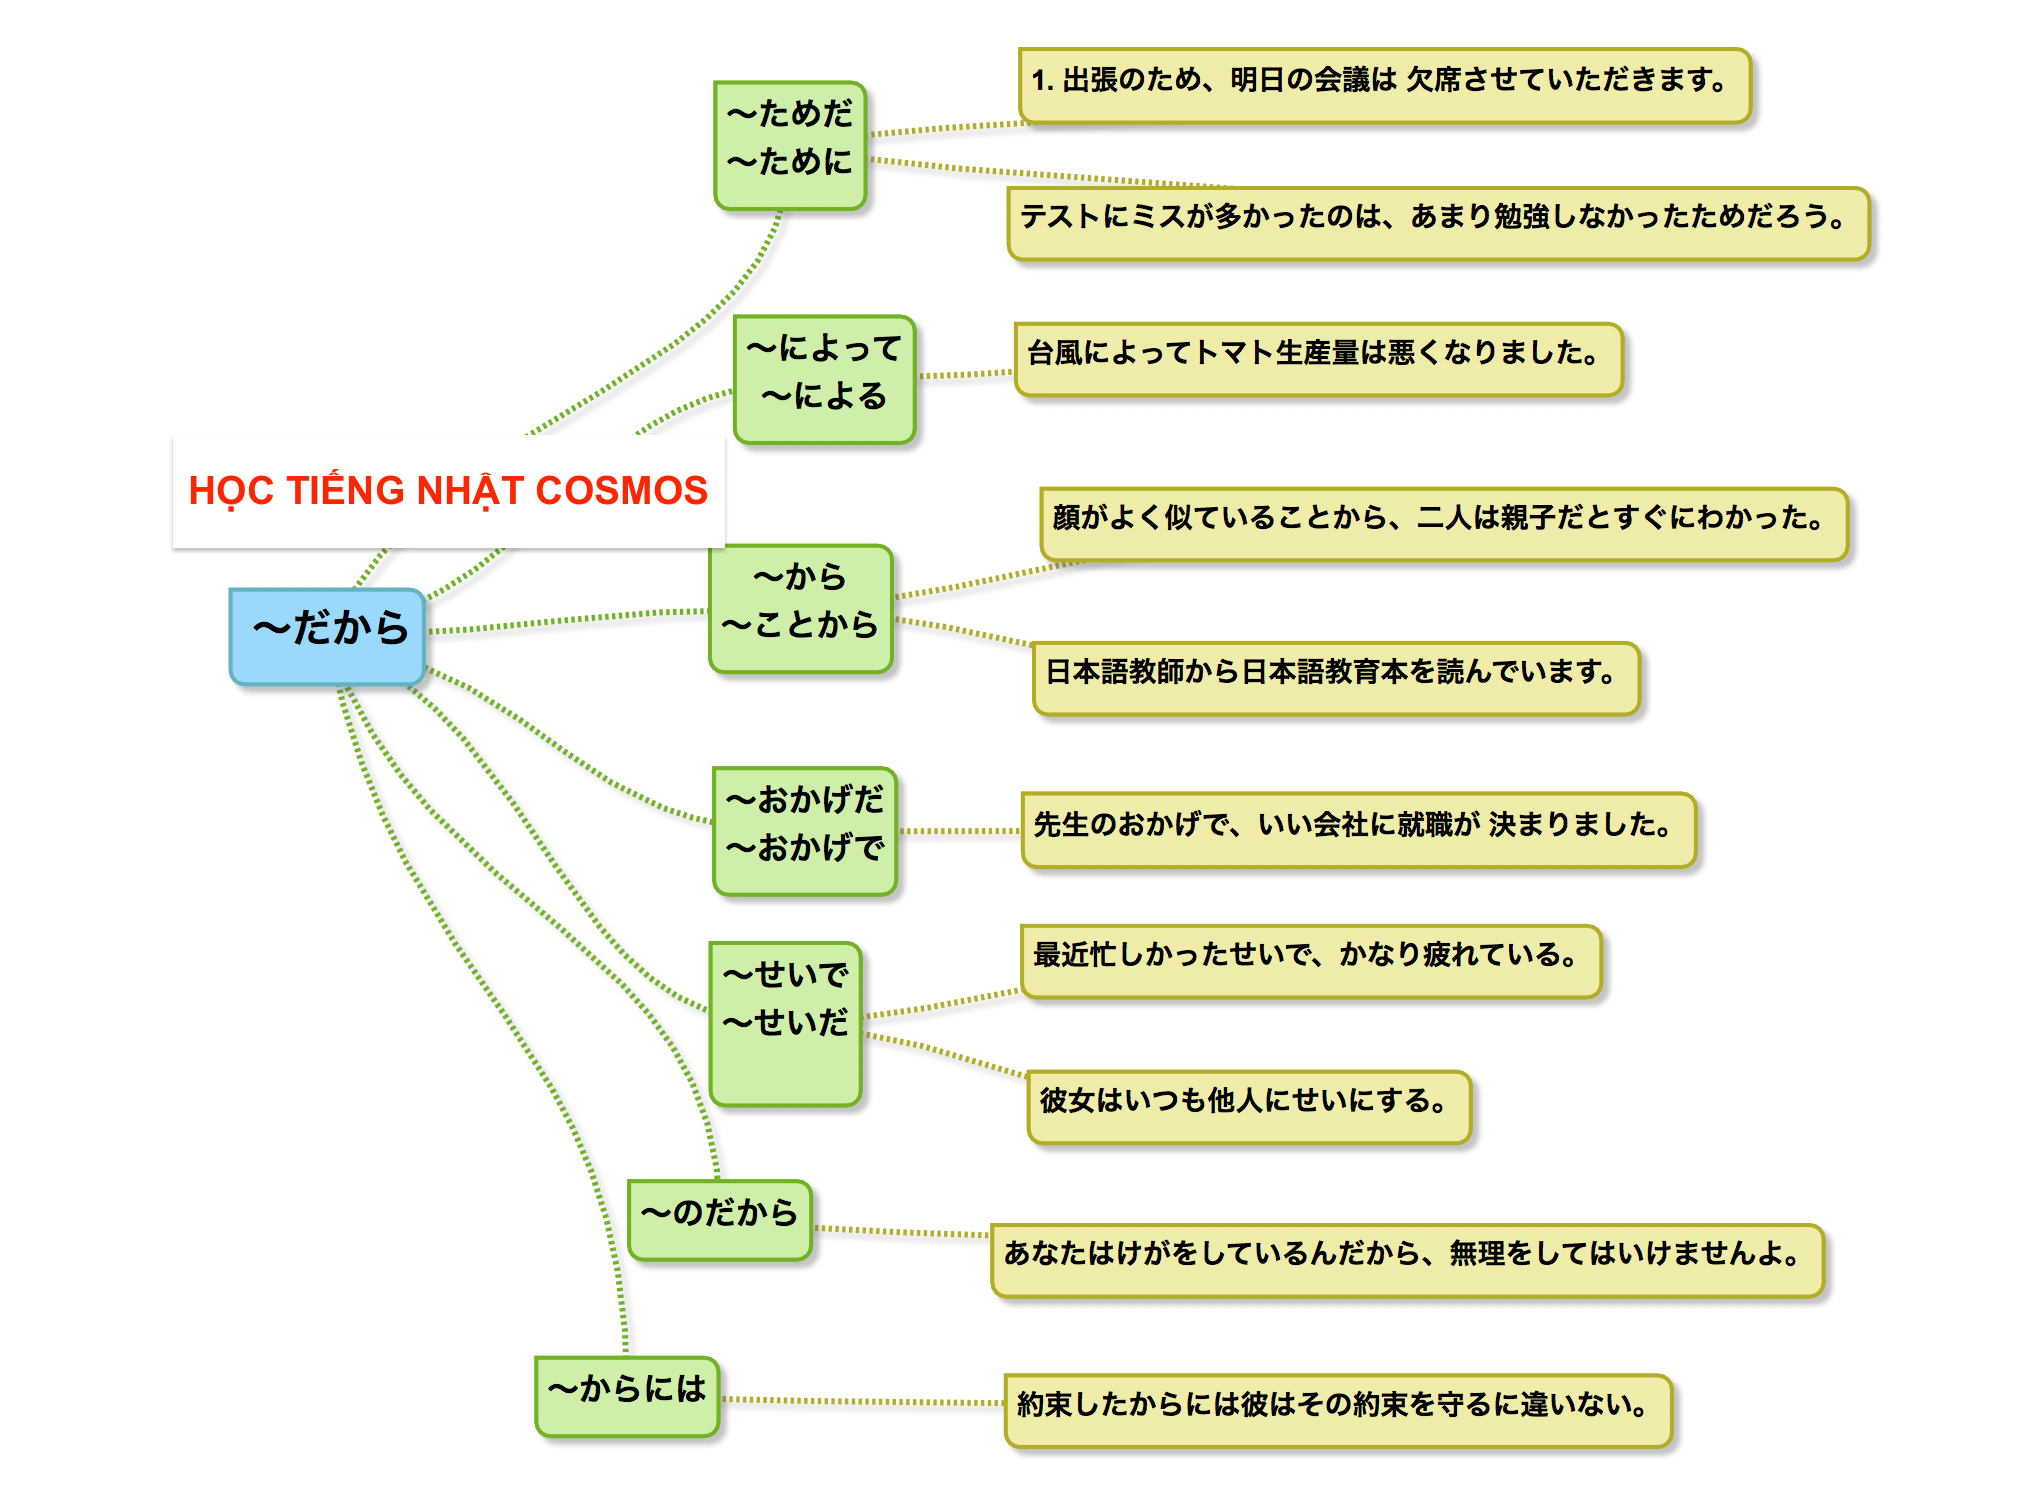 HỌC TIẾNG NHẬT COSMOS
～だから
～ためだ
～ために
1. 出張のため、明日の会議は 欠席させていただきます。
テストにミスが多かったのは、あまり勉強しなかったためだろう。
～によって
～による
台風によってトマト生産量は悪くなりました。
～から
～ことから
顔がよく似ていることから、二人は親子だとすぐにわかった。
日本語教師から日本語教育本を読んでいます。
～おかげだ
～おかげで
先生のおかげで、いい会社に就職が 決まりました。
～せいで
～せいだ
最近忙しかったせいで、かなり疲れている。
彼女はいつも他人にせいにする。
～のだから
あなたはけがをしているんだから、無理をしてはいけませんよ。
～からには
約束したからには彼はその約束を守るに違いない。